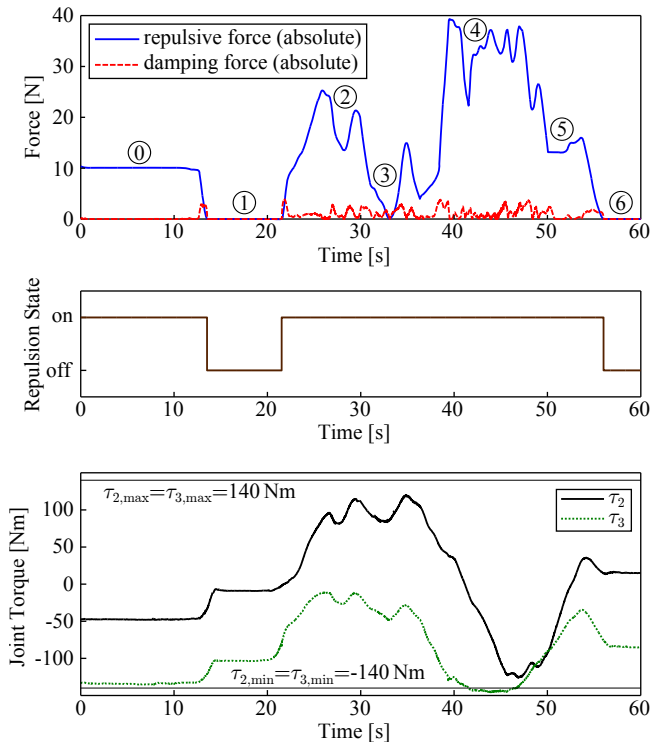 40
30
20
10
0
Force [N]
repulsive force (absolute)
damping force (absolute)
0
1
2
3
4
5
6
0 10 20 30 40 50 60
Time [s]
Repulsion State
on
off
0 10 20 30 40 50 60
Time [s]
Joint Torque [Nm]
100
50
0
-50
-100
τ2,max=τ3,max=140 Nm
τ2
τ3
τ2,min=τ3,min=-140 Nm
0 10 20 30 40 50 60
Time [s]